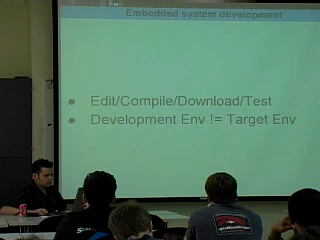 Embedded system development
● Edit/Compile/Download/Test
● Development Env != Target Env